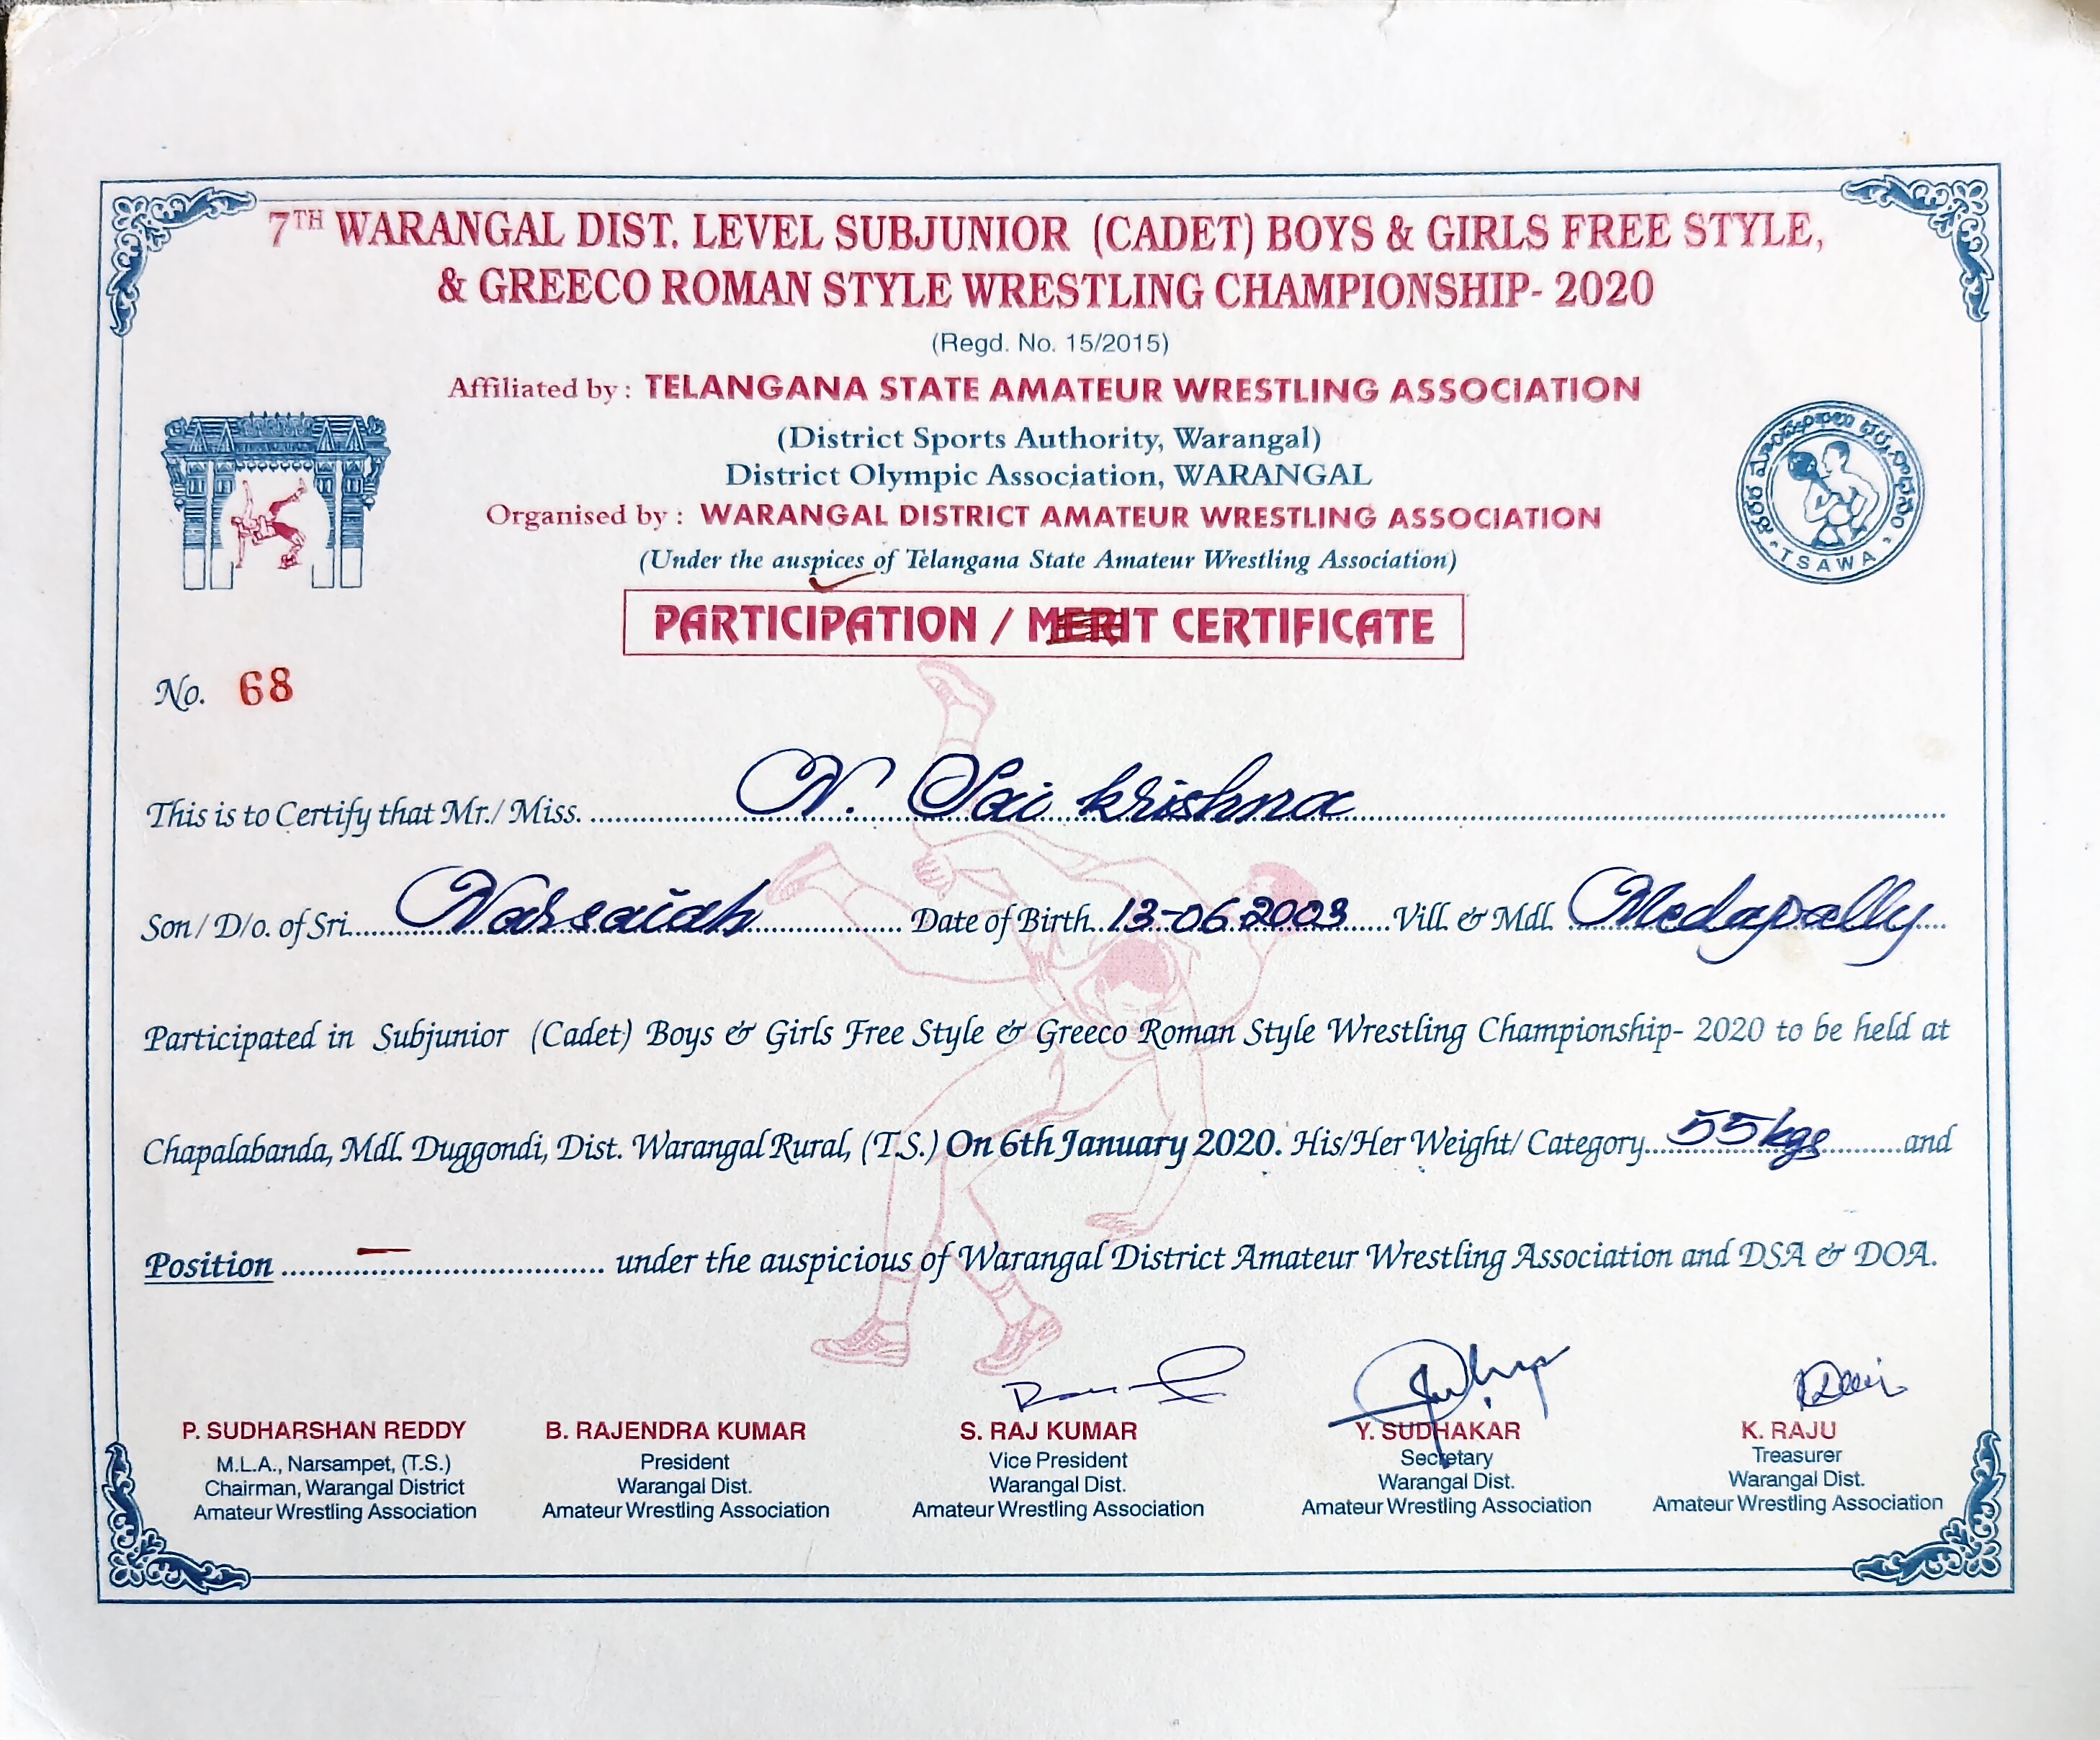 7TH WARANGAL DIST. LEVEL SUBJUNIOR (CADET) BOYS & GIRLS FREE STYLE,
& GREECO ROMAN STYLE WRESTLING CHAMPIONSHIP- 2020
(Regd. No. 15/2015)
Affiliated by : TELANGANA STATE AMATEUR WRESTLING ASSOCIATION
(District Sports Authority, Warangal)
District Olympic Association, WARANGAL
Organised by : WARANGAL DISTRICT AMATEUR WRESTLING ASSOCIATION
(Under the auspices of Telangana State Amateur Wrestling Association)
TSAWA
PARTICIPATION / MERIT CERTIFICATE
No. 68
This is to Certify that Mr./ Miss. N. Sai krishna
Son / D/o. of Sri Narsaiah Date of Birth 13-06-2003 Vill. & Mdl. Medapally
Participated in Subjunior (Cadet) Boys & Girls Free Style & Greeco Roman Style Wrestling Championship- 2020 to be held at
Chapalabanda, Mdl. Duggondi, Dist. Warangal Rural, (T.S.) On 6th January 2020. His/Her Weight/ Category 55kgs and
Position — under the auspicious of Warangal District Amateur Wrestling Association and DSA & DOA.
P. SUDHARSHAN REDDY
M.L.A., Narsampet, (T.S.)
Chairman, Warangal District
Amateur Wrestling Association
B. RAJENDRA KUMAR
President
Warangal Dist.
Amateur Wrestling Association
S. RAJ KUMAR
Vice President
Warangal Dist.
Amateur Wrestling Association
Y. SUDHAKAR
Secretary
Warangal Dist.
Amateur Wrestling Association
K. RAJU
Treasurer
Warangal Dist.
Amateur Wrestling Association